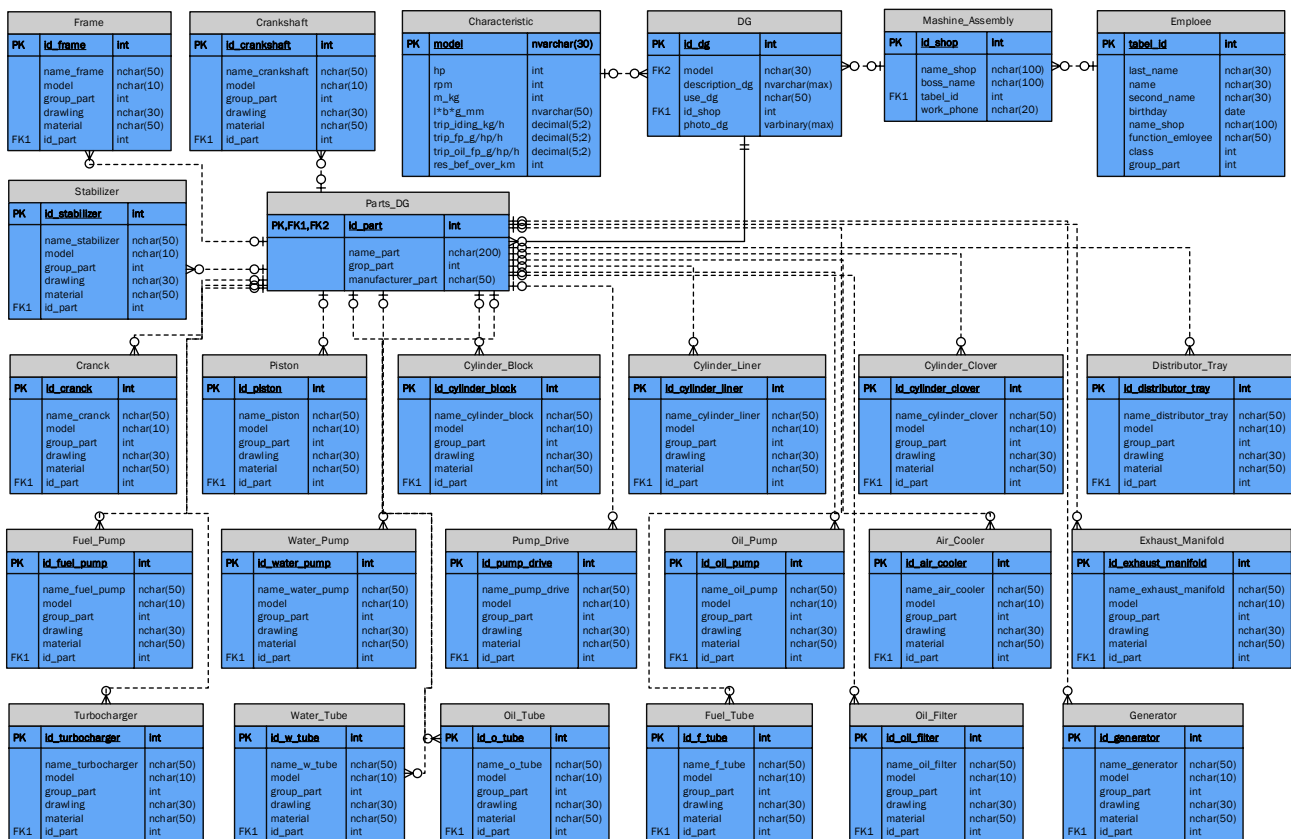 Frame
PK id_frame int
name_frame nchar(50)
model nchar(10)
group_part int
drawling nchar(30)
material nchar(50)
FK1 id_part int
Crankshaft
PK id_crankshaft int
name_crankshaft nchar(50)
model nchar(10)
group_part int
drawling nchar(30)
material nchar(50)
FK1 id_part int
Characteristic
PK model nvarchar(30)
hp int
rpm int
m_kg int
l*b*g_mm nvarchar(50)
trip_iding_kg/h decimal(5;2)
trip_fp_g/hp/h decimal(5;2)
trip_oil_fp_g/hp/h decimal(5;2)
res_bef_over_km int
DG
PK id_dg int
FK2 model nchar(30)
description_dg nvarchar(max)
use_dg nchar(50)
FK1 id_shop int
photo_dg varbinary(max)
Mashine_Assembly
PK id_shop int
name_shop nchar(100)
boss_name nchar(100)
FK1 tabel_id int
work_phone nchar(20)
Emploee
PK tabel_id int
last_name nchar(30)
name nchar(30)
second_name nchar(30)
birthday date
name_shop nchar(100)
function_emloyee nchar(50)
class int
group_part int
Stabilizer
PK id_stabilizer int
name_stabilizer nchar(50)
model nchar(10)
group_part int
drawling nchar(30)
material nchar(50)
FK1 id_part int
Parts_DG
PK,FK1,FK2 id_part int
name_part nchar(200)
grop_part int
manufacturer_part nchar(50)
Cranck
PK id_cranck int
name_cranck nchar(50)
model nchar(10)
group_part int
drawling nchar(30)
material nchar(50)
FK1 id_part int
Piston
PK id_piston int
name_piston nchar(50)
model nchar(10)
group_part int
drawling nchar(30)
material nchar(50)
FK1 id_part int
Cylinder_Block
PK id_cylinder_block int
name_cylinder_block nchar(50)
model nchar(10)
group_part int
drawling nchar(30)
material nchar(50)
FK1 id_part int
Cylinder_Liner
PK id_cylinder_liner int
name_cylinder_liner nchar(50)
model nchar(10)
group_part int
drawling nchar(30)
material nchar(50)
FK1 id_part int
Cylinder_Clover
PK id_cylinder_clover int
name_cylinder_clover nchar(50)
model nchar(10)
group_part int
drawling nchar(30)
material nchar(50)
FK1 id_part int
Distributor_Tray
PK id_distributor_tray int
name_distributor_tray nchar(50)
model nchar(10)
group_part int
drawling nchar(30)
material nchar(50)
FK1 id_part int
Fuel_Pump
PK id_fuel_pump int
name_fuel_pump nchar(50)
model nchar(10)
group_part int
drawling nchar(30)
material nchar(50)
FK1 id_part int
Water_Pump
PK id_water_pump int
name_water_pump nchar(50)
model nchar(10)
group_part int
drawling nchar(30)
material nchar(50)
FK1 id_part int
Pump_Drive
PK id_pump_drive int
name_pump_drive nchar(50)
model nchar(10)
group_part int
drawling nchar(30)
material nchar(50)
FK1 id_part int
Oil_Pump
PK id_oil_pump int
name_oil_pump nchar(50)
model nchar(10)
group_part int
drawling nchar(30)
material nchar(50)
FK1 id_part int
Air_Cooler
PK id_air_cooler int
name_air_cooler nchar(50)
model nchar(10)
group_part int
drawling nchar(30)
material nchar(50)
FK1 id_part int
Exhaust_Manifold
PK id_exhaust_manifold int
name_exhaust_manifold nchar(50)
model nchar(10)
group_part int
drawling nchar(30)
material nchar(50)
FK1 id_part int
Turbocharger
PK id_turbocharger int
name_turbocharger nchar(50)
model nchar(10)
group_part int
drawling nchar(30)
material nchar(50)
FK1 id_part int
Water_Tube
PK id_w_tube int
name_w_tube nchar(50)
model nchar(10)
group_part int
drawling nchar(30)
material nchar(50)
FK1 id_part int
Oil_Tube
PK id_o_tube int
name_o_tube nchar(50)
model nchar(10)
group_part int
drawling nchar(30)
material nchar(50)
FK1 id_part int
Fuel_Tube
PK id_f_tube int
name_f_tube nchar(50)
model nchar(10)
group_part int
drawling nchar(30)
material nchar(50)
FK1 id_part int
Oil_Filter
PK id_oil_filter int
name_oil_filter nchar(50)
model nchar(10)
group_part int
drawling nchar(30)
material nchar(50)
FK1 id_part int
Generator
PK id_generator int
name_generator nchar(50)
model nchar(10)
group_part int
drawling nchar(30)
material nchar(50)
FK1 id_part int